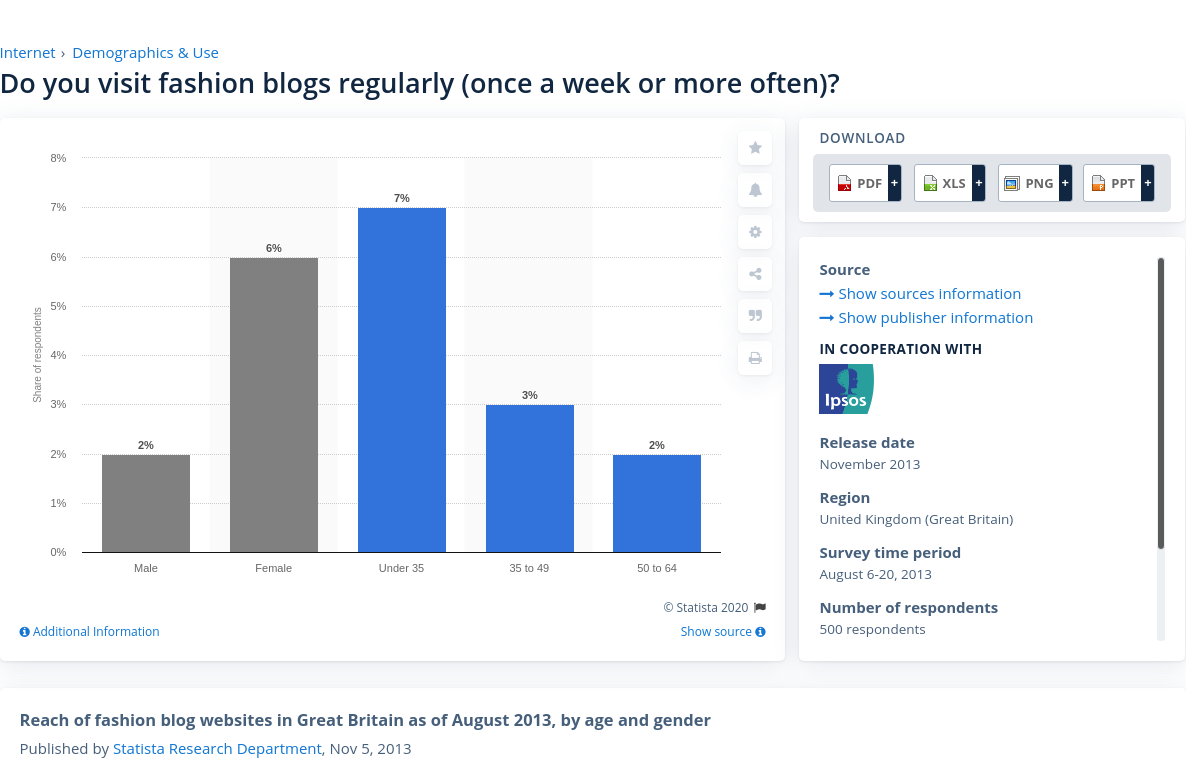 Internet › Demographics & Use
Do you visit fashion blogs regularly (once a week or more often)?
8%
7%
6%
5%
4%
3%
2%
1%
0%
Share of respondents
2%
6%
7%
3%
2%
Male
Female
Under 35
35 to 49
50 to 64
© Statista 2020
Additional Information
Show source
DOWNLOAD
PDF +
XLS +
PNG +
PPT +
Source
Show sources information
Show publisher information
IN COOPERATION WITH
Ipsos
Release date
November 2013
Region
United Kingdom (Great Britain)
Survey time period
August 6-20, 2013
Number of respondents
500 respondents
Reach of fashion blog websites in Great Britain as of August 2013, by age and gender
Published by Statista Research Department, Nov 5, 2013